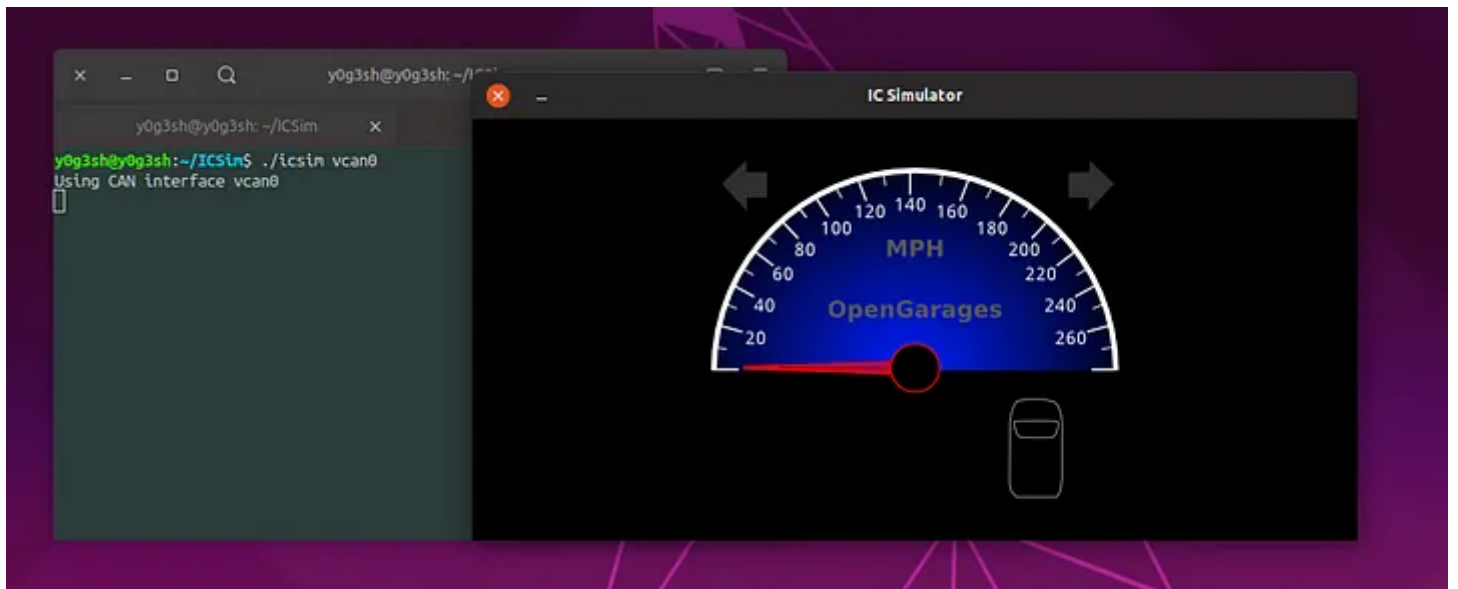 y0g3sh@y0g3sh: ~/I
IC Simulator
y0g3sh@y0g3sh: ~/ICSim
y0g3sh@y0g3sh:~/ICSim$ ./icsim vcan0
Using CAN interface vcan0
20
40
60
80
100
120
140
160
180
200
220
240
260
MPH
OpenGarages